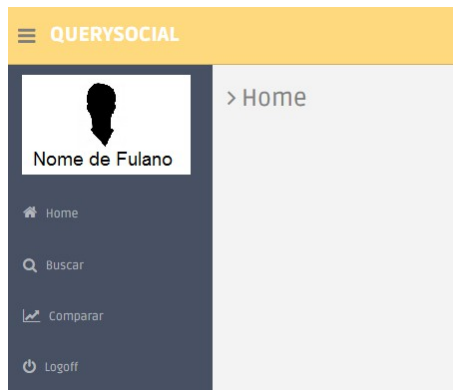 QUERYSOCIAL
Nome de Fulano
Home
Buscar
Comparar
Logoff
> Home